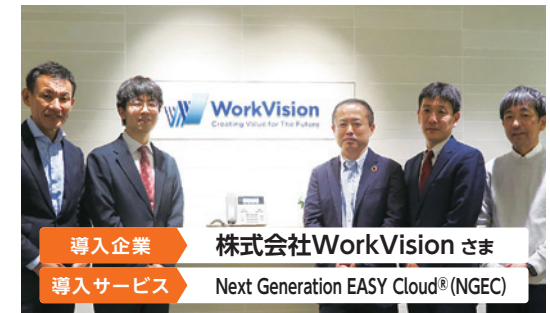 WorkVision
Creating Value for The Future
導入企業 株式会社WorkVision さま
導入サービス Next Generation EASY Cloud®(NGEC)